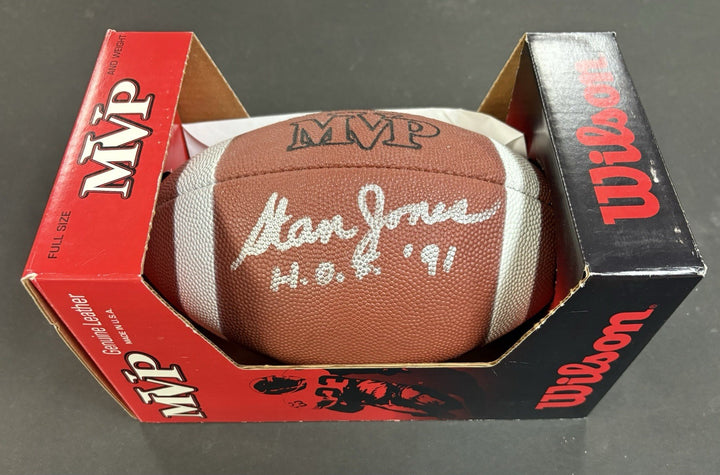 FULL SIZE
AND WEIGHT
MVP
MVP
Stan Jones
H.O.F. '91
Wilson
Genuine Leather
MADE IN U.S.A.
MVP
Wilson